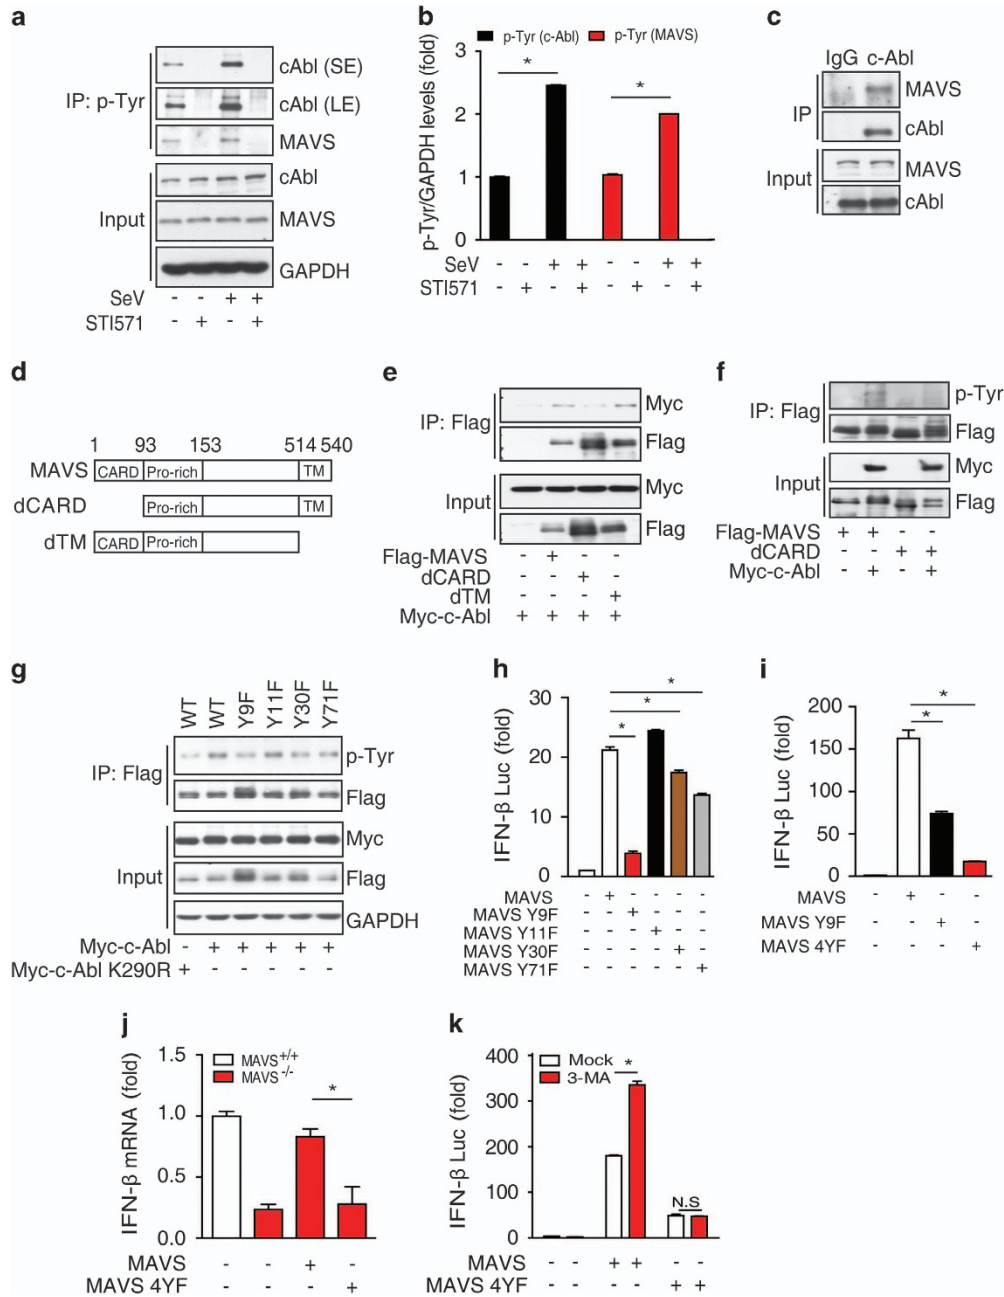 a
IP: p-Tyr
cAbl (SE)
cAbl (LE)
MAVS
Input
cAbl
MAVS
GAPDH
SeV - - + +
STI571 - + - +
b
p-Tyr (c-Abl) p-Tyr (MAVS)
p-Tyr/GAPDH levels (fold)
3
2
1
0
* *
SeV - - + + - - + +
STI571 - + - + - + - +
c
IgG c-Abl
IP
MAVS
cAbl
Input
MAVS
cAbl
d
1 93 153 514 540
MAVS CARD Pro-rich TM
dCARD Pro-rich TM
dTM CARD Pro-rich
e
IP: Flag
Myc
Flag
Input
Myc
Flag
Flag-MAVS - + - -
dCARD - - + -
dTM - - - +
Myc-c-Abl + + + +
f
IP: Flag
p-Tyr
Flag
Input
Myc
Flag
Flag-MAVS + + - -
dCARD - - + +
Myc-c-Abl - + - +
g
WT WT Y9F Y11F Y30F Y71F
IP: Flag
p-Tyr
Flag
Input
Myc
Flag
GAPDH
Myc-c-Abl - + + + + +
Myc-c-Abl K290R + - - - - -
h
IFN-β Luc (fold)
30
20
10
0
* * *
MAVS - + - - - -
MAVS Y9F - - + - - -
MAVS Y11F - - - + - -
MAVS Y30F - - - - + -
MAVS Y71F - - - - - +
i
IFN-β Luc (fold)
200
150
100
50
0
* *
MAVS - + - -
MAVS Y9F - - + -
MAVS 4YF - - - +
j
IFN-β mRNA (fold)
MAVS+/+
MAVS-/-
1.5
1.0
0.5
0.0
*
MAVS - - + -
MAVS 4YF - - - +
k
IFN-β Luc (fold)
Mock
3-MA
400
300
200
100
0
*
N.S
MAVS - - + + - -
MAVS 4YF - - - - + +